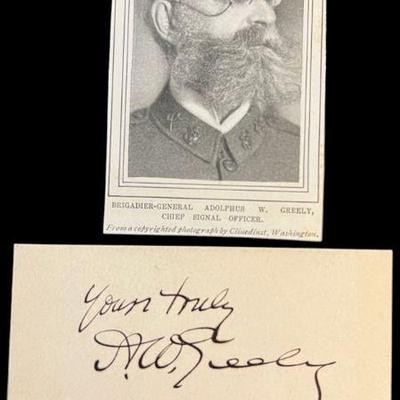 BRIGADIER-GENERAL ADOLPHUS W. GREELY,
CHIEF SIGNAL OFFICER.
From a copyrighted photograph by Clinedinst, Washington.
Yours truly
A.W. Greely